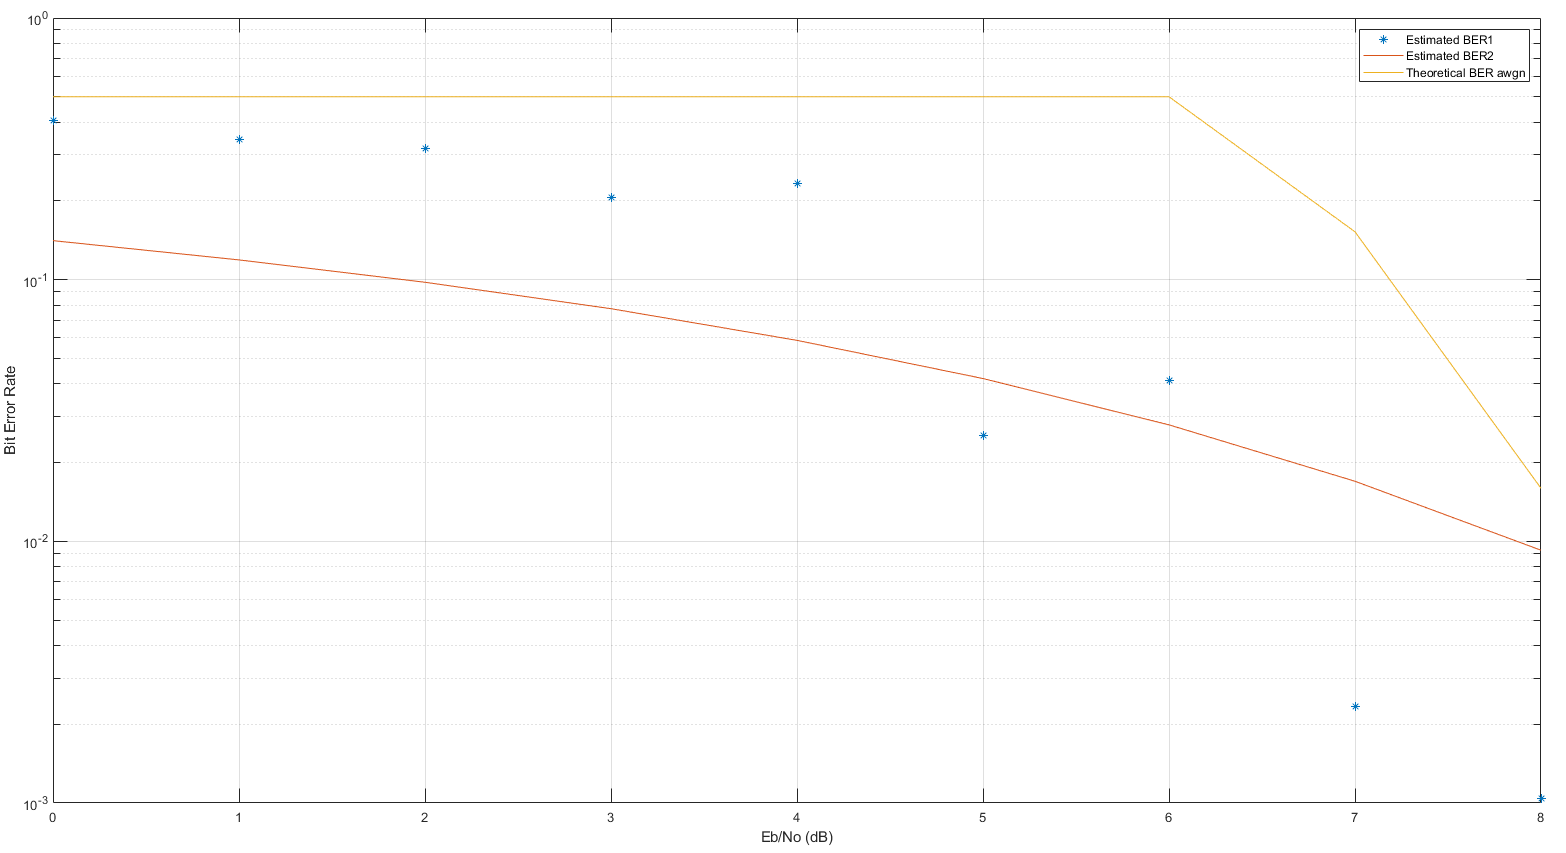 10^0
Estimated BER1
Estimated BER2
Theoretical BER awgn
10^-1
Bit Error Rate
10^-2
10^-3
0 1 2 3 4 5 6 7 8
Eb/No (dB)